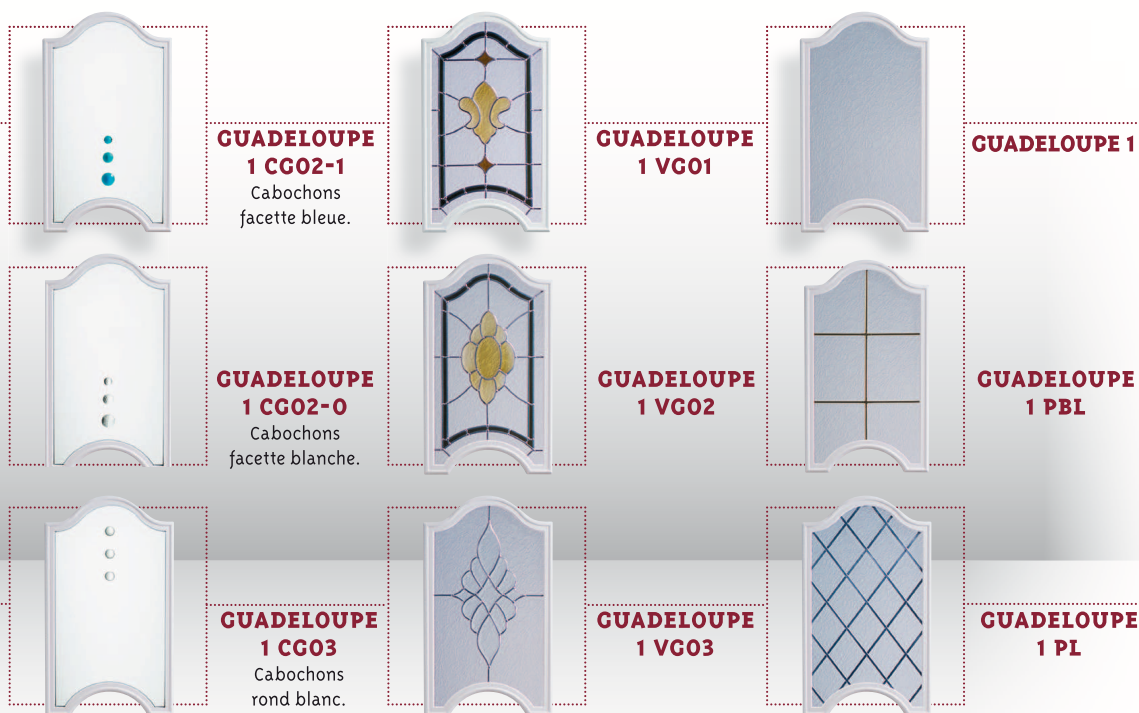 GUADELOUPE
1 CG02-1
Cabochons
facette bleue.
GUADELOUPE
1 VG01
GUADELOUPE 1
GUADELOUPE
1 CG02-0
Cabochons
facette blanche.
GUADELOUPE
1 VG02
GUADELOUPE
1 PBL
GUADELOUPE
1 CG03
Cabochons
rond blanc.
GUADELOUPE
1 VG03
GUADELOUPE
1 PL